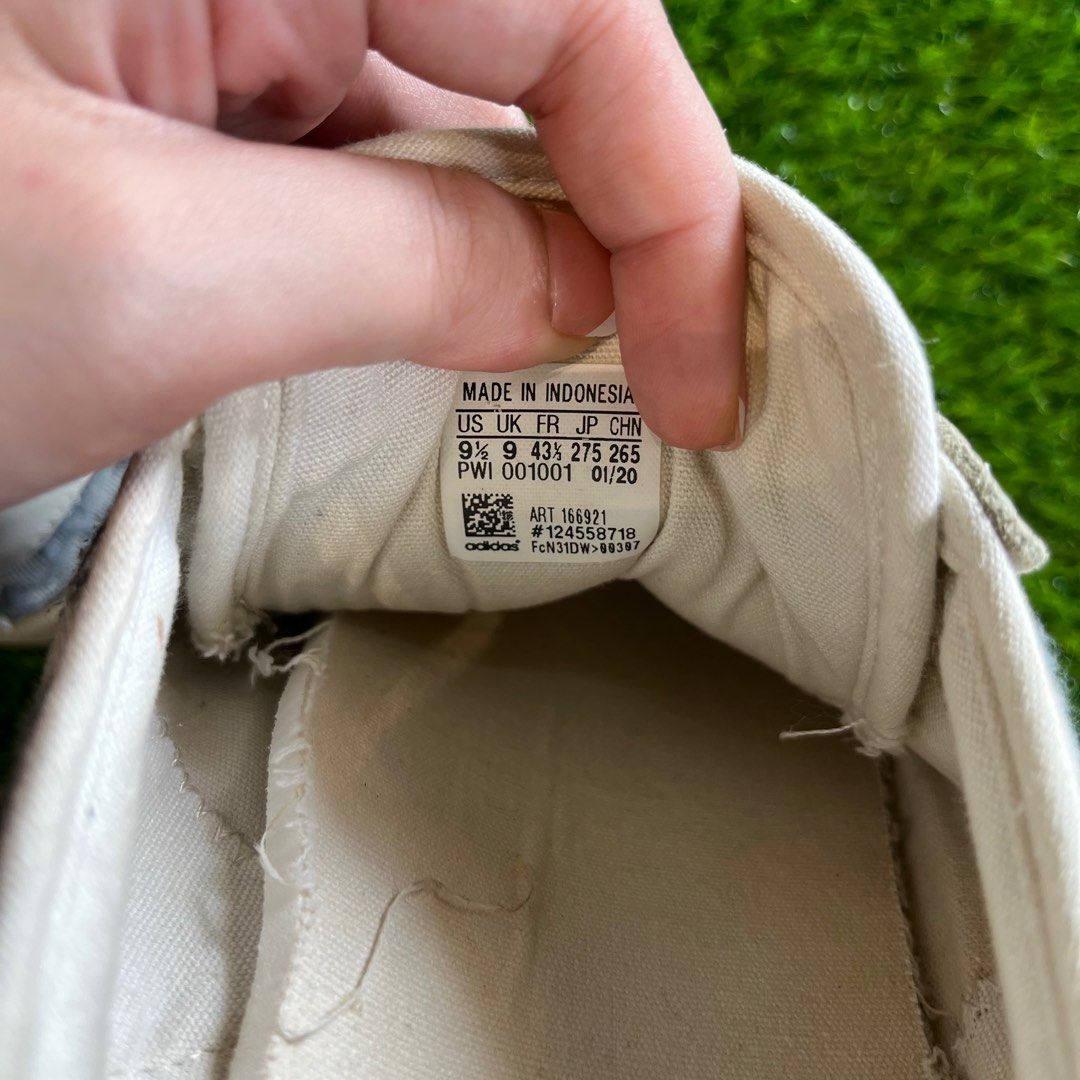 MADE IN INDONESIA
US UK FR JP CHN
9½ 9 43⅓ 275 265
PWI 001001 01/20
ART 166921
#124558718
adidas FcN31DW>00307